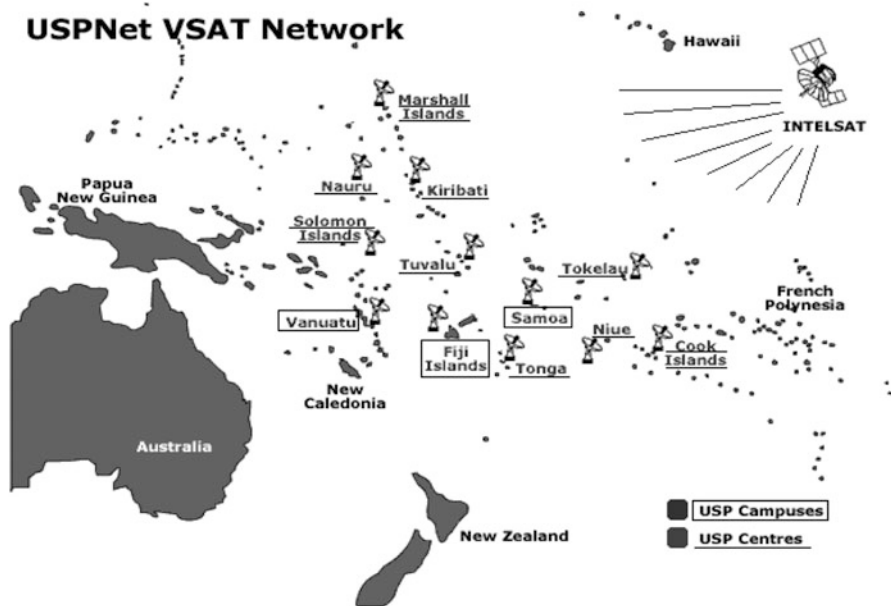 USPNet VSAT Network
Hawaii
INTELSAT
Marshall
Islands
Papua
New Guinea
Nauru
Kiribati
Solomon
Islands
Tuvalu
Tokelau
French
Polynesia
Vanuatu
Samoa
Fiji
Islands
Niue
Cook
Islands
Tonga
New
Caledonia
Australia
New Zealand
USP Campuses
USP Centres